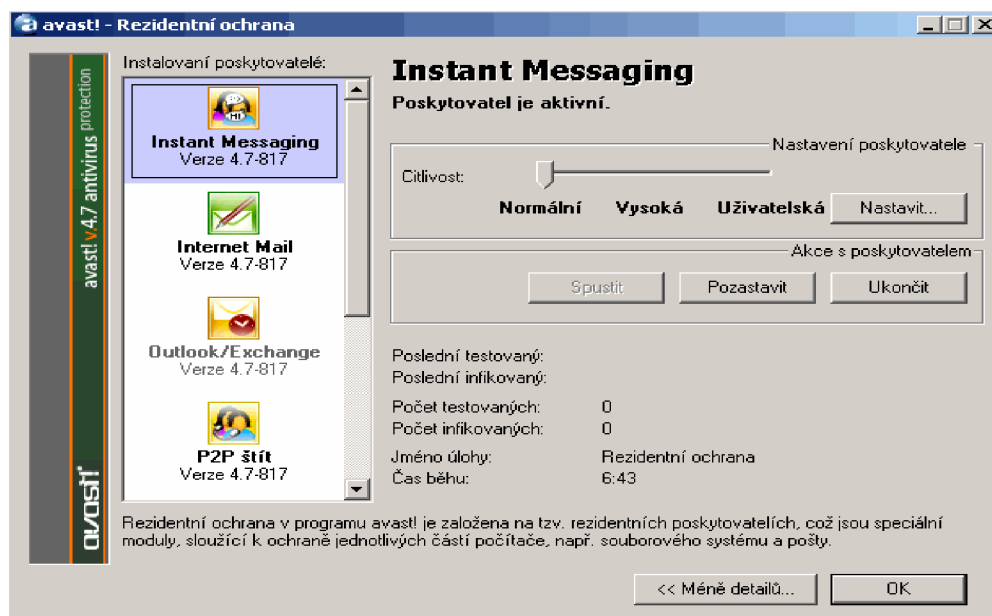 avast! - Rezidentní ochrana
avast! v.4.7 antivirus protection
avast!
Instalovaní poskytovatelé:
Instant Messaging
Verze 4.7-817
Internet Mail
Verze 4.7-817
Outlook/Exchange
Verze 4.7-817
P2P štít
Verze 4.7-817
Instant Messaging
Poskytovatel je aktivní.
Nastavení poskytovatele
Citlivost:
Normální Vysoká Uživatelská Nastavit...
Akce s poskytovatelem
Spustit Pozastavit Ukončit
Poslední testovaný:
Poslední infikovaný:
Počet testovaných: 0
Počet infikovaných: 0
Jméno úlohy: Rezidentní ochrana
Čas běhu: 6:43
Rezidentní ochrana v programu avast! je založena na tzv. rezidentních poskytovatelích, což jsou speciální
moduly, sloužící k ochraně jednotlivých částí počítače, např. souborového systému a pošty.
<< Méně detailů... OK